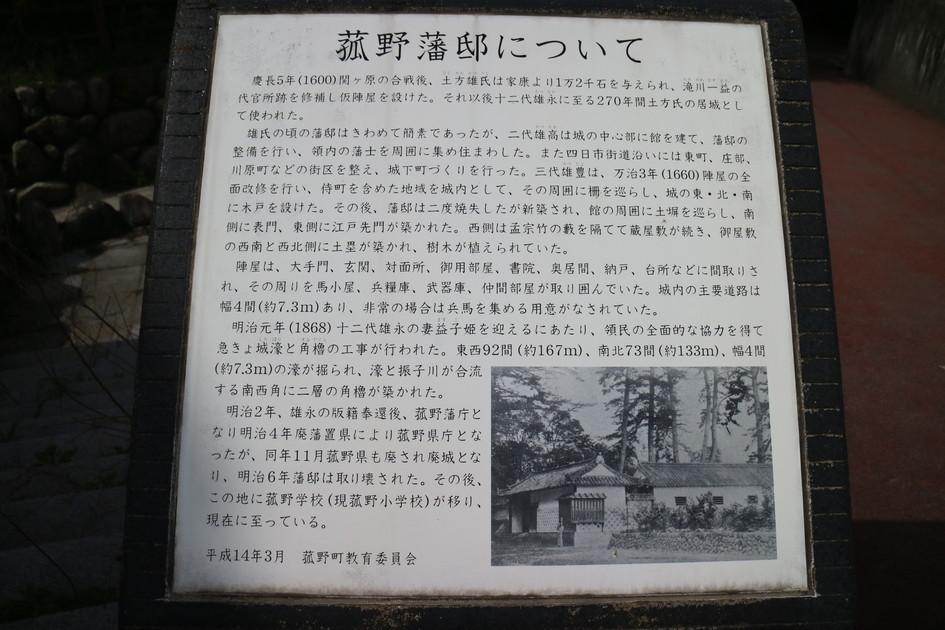 菰野藩邸について
慶長5年(1600)関ヶ原の合戦後、土方雄氏は家康より1万2千石を与えられ、滝川一益の
代官所跡を修補し仮陣屋を設けた。それ以後十二代雄永に至る270年間土方氏の居城とし
て使われた。
雄氏の頃の藩邸はきわめて簡素であったが、二代雄高は城の中心部に館を建て、藩邸の
整備を行い、領内の藩士を周囲に集め住まわした。また四日市街道沿いには東町、庄部、
川原町などの街区を整え、城下町づくりを行った。三代雄豊は、万治3年(1660)陣屋の全
面改修を行い、侍町を含めた地域を城内として、その周囲に柵を巡らし、城の東・北・南
に木戸を設けた。その後、藩邸は二度焼失したが新築され、館の周囲に土塀を巡らし、南
側に表門、東側に江戸先門が築かれた。西側は孟宗竹の藪を隔てて蔵屋敷が続き、御屋敷
の西南と西北側に土塁が築かれ、樹木が植えられていた。
陣屋は、大手門、玄関、対面所、御用部屋、書院、奥居間、納戸、台所などに間取りさ
れ、その周りを馬小屋、兵糧庫、武器庫、仲間部屋が取り囲んでいた。城内の主要道路は
幅4間(約7.3m)あり、非常の場合は兵馬を集める用意がなされていた。
明治元年(1868)十二代雄永の妻益子姫を迎えるにあたり、領民の全面的な協力を得て
急きょ城濠と角櫓の工事が行われた。東西92間(約167m)、南北73間(約133m)、幅4間
(約7.3m)の濠が掘られ、濠と振子川が合流
する南西角に二層の角櫓が築かれた。
明治2年、雄永の版籍奉還後、菰野藩庁と
なり明治4年廃藩置県により菰野県庁とな
ったが、同年11月菰野県も廃され廃城とな
り、明治6年藩邸は取り壊された。その後、
この地に菰野学校(現菰野小学校)が移り、
現在に至っている。
平成14年3月 菰野町教育委員会